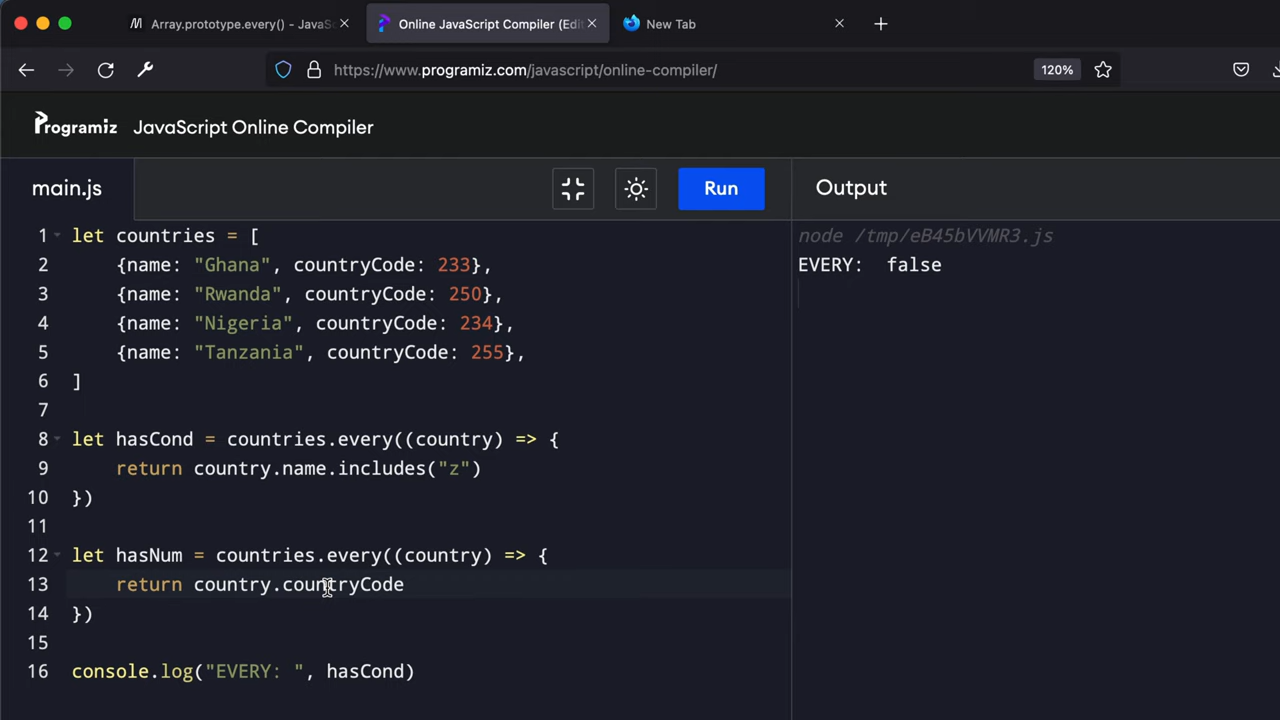 Array.prototype.every() - JavaS
Online JavaScript Compiler (Edi
New Tab
https://www.programiz.com/javascript/online-compiler/
120%
Programiz
JavaScript Online Compiler
main.js
Run
Output
1 let countries = [
2 {name: "Ghana", countryCode: 233},
3 {name: "Rwanda", countryCode: 250},
4 {name: "Nigeria", countryCode: 234},
5 {name: "Tanzania", countryCode: 255},
6 ]
7
8 let hasCond = countries.every((country) => {
9 return country.name.includes("z")
10 })
11
12 let hasNum = countries.every((country) => {
13 return country.countryCode
14 })
15
16 console.log("EVERY: ", hasCond)
node /tmp/eB45bVVMR3.js
EVERY:  false